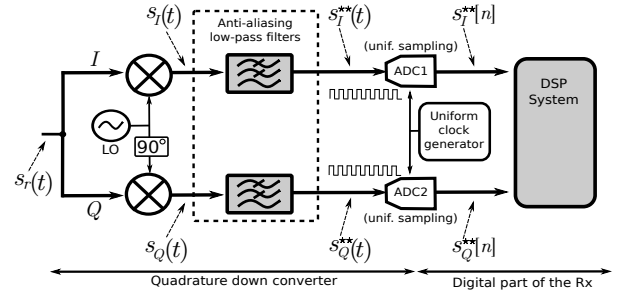 s_I(t)
Anti-aliasing
low-pass filters
s_I^{★★}(t)
s_I^{★★}[n]
(unif. sampling)
I
ADC1
DSP
System
LO
90°
Uniform
clock
generator
s_r(t)
Q
ADC2
(unif. sampling)
s_Q(t)
s_Q^{★★}(t)
s_Q^{★★}[n]
Quadrature down converter
Digital part of the Rx